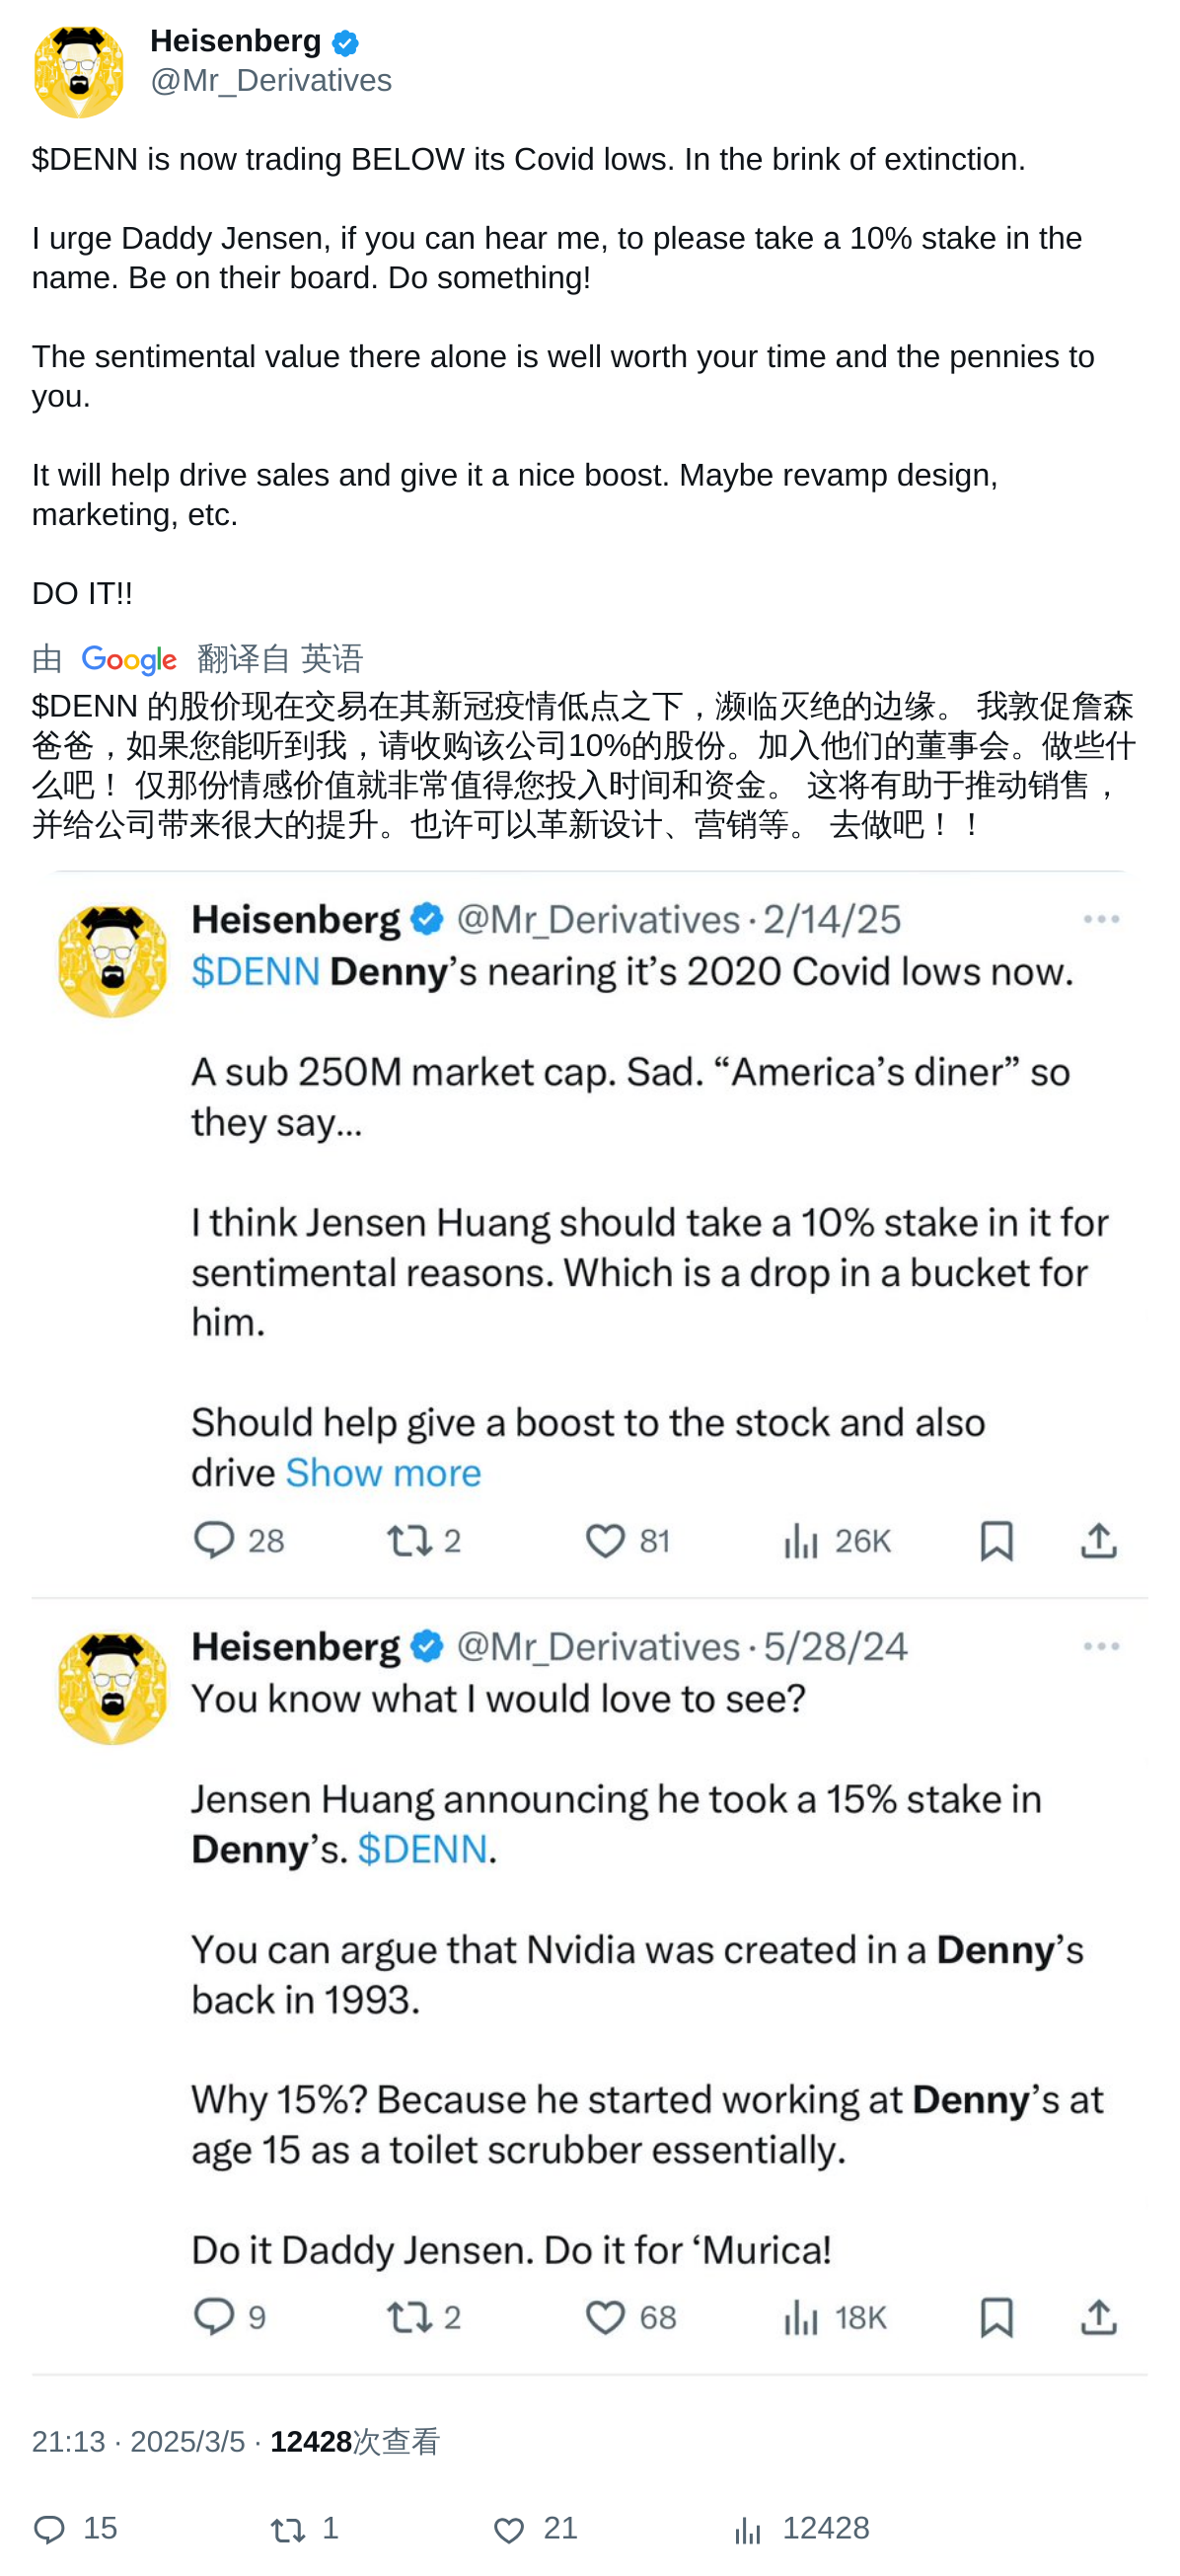 Heisenberg
@Mr_Derivatives
$DENN is now trading BELOW its Covid lows. In the brink of extinction.
I urge Daddy Jensen, if you can hear me, to please take a 10% stake in the
name. Be on their board. Do something!
The sentimental value there alone is well worth your time and the pennies to
you.
It will help drive sales and give it a nice boost. Maybe revamp design,
marketing, etc.
DO IT!!
由 Google 翻译自 英语
$DENN 的股价现在交易在其新冠疫情低点之下，濒临灭绝的边缘。 我敦促詹森
爸爸，如果您能听到我，请收购该公司10%的股份。加入他们的董事会。做些什
么吧！ 仅那份情感价值就非常值得您投入时间和资金。 这将有助于推动销售，
并给公司带来很大的提升。也许可以革新设计、营销等。 去做吧！！
Heisenberg @Mr_Derivatives · 2/14/25
$DENN Denny’s nearing it’s 2020 Covid lows now.
A sub 250M market cap. Sad. “America’s diner” so
they say...
I think Jensen Huang should take a 10% stake in it for
sentimental reasons. Which is a drop in a bucket for
him.
Should help give a boost to the stock and also
drive Show more
28 2 81 26K
Heisenberg @Mr_Derivatives · 5/28/24
You know what I would love to see?
Jensen Huang announcing he took a 15% stake in
Denny’s. $DENN.
You can argue that Nvidia was created in a Denny’s
back in 1993.
Why 15%? Because he started working at Denny’s at
age 15 as a toilet scrubber essentially.
Do it Daddy Jensen. Do it for ‘Murica!
9 2 68 18K
21:13 · 2025/3/5 · 12428次查看
15 1 21 12428